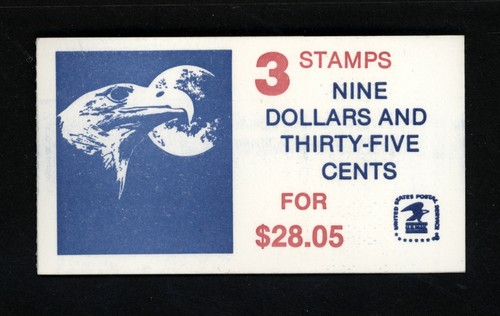 3 STAMPS
NINE
DOLLARS AND
THIRTY-FIVE
CENTS
FOR
$28.05
UNITED STATES POSTAL SERVICE